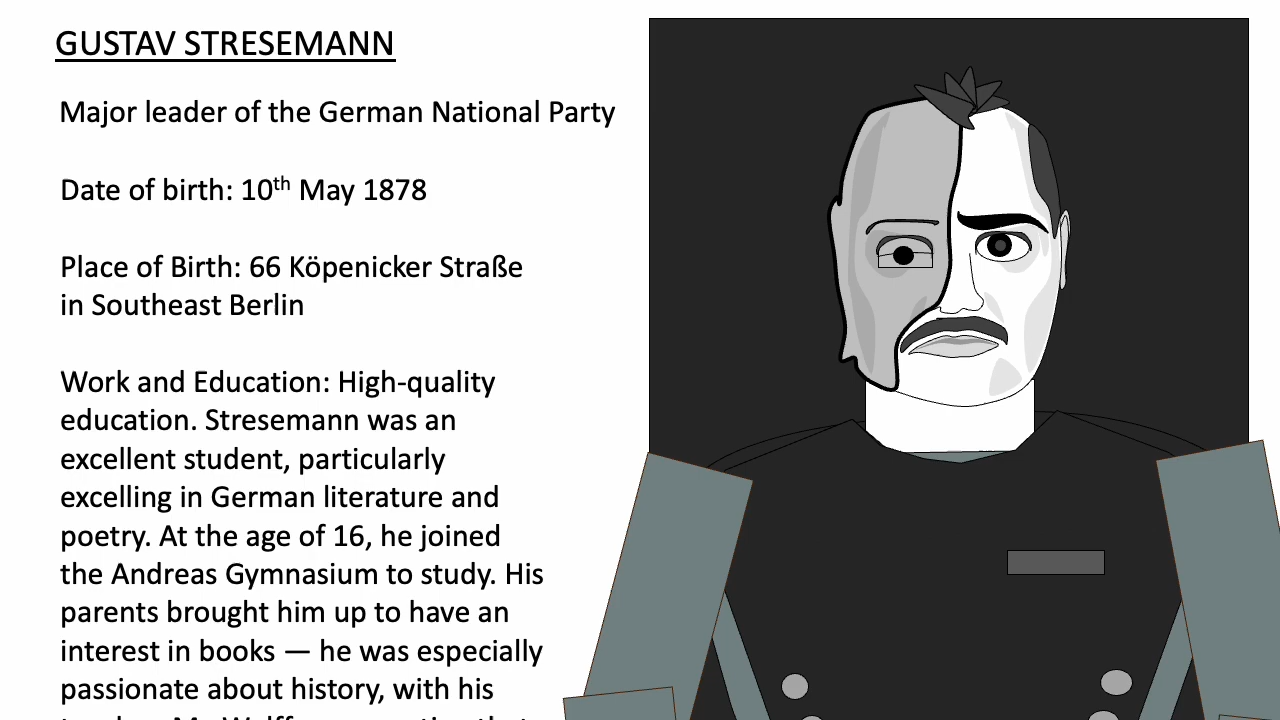 GUSTAV STRESEMANN
Major leader of the German National Party
Date of birth: 10th May 1878
Place of Birth: 66 Köpenicker Straße
in Southeast Berlin
Work and Education: High-quality
education. Stresemann was an
excellent student, particularly
excelling in German literature and
poetry. At the age of 16, he joined
the Andreas Gymnasium to study. His
parents brought him up to have an
interest in books — he was especially
passionate about history, with his